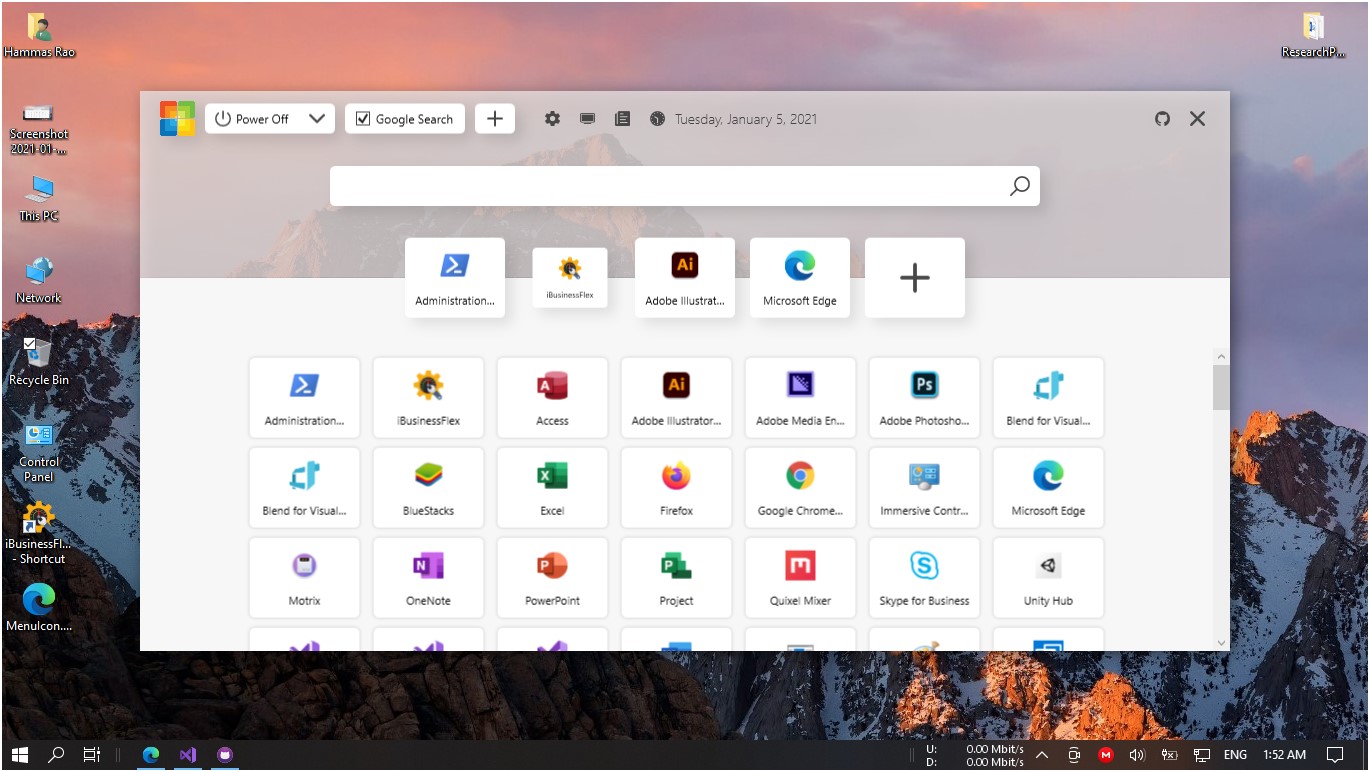 Hammas Rao
Screenshot
2021-01-...
This PC
Network
Recycle Bin
Control
Panel
iBusinessFl...
- Shortcut
MenuIcon....
ResearchP...
Power Off
Google Search
Tuesday, January 5, 2021
Administration...
iBusinessFlex
Ai
Adobe Illustrat...
Microsoft Edge
Administration...
iBusinessFlex
A
Access
Ai
Adobe Illustrator...
Adobe Media En...
Ps
Adobe Photosho...
Blend for Visual...
Blend for Visual...
BlueStacks
X
Excel
Firefox
Google Chrome...
Immersive Contr...
Microsoft Edge
Motrix
N
OneNote
P
PowerPoint
P
Project
Quixel Mixer
S
Skype for Business
Unity Hub
U: 0.00 Mbit/s
D: 0.00 Mbit/s
ENG
1:52 AM